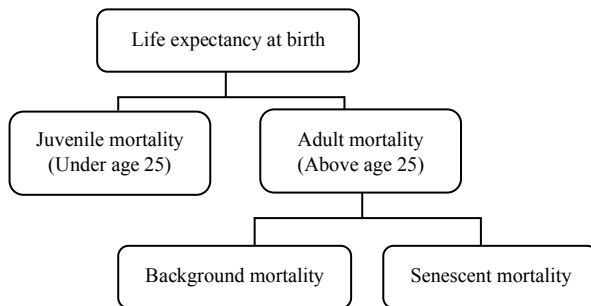 Life expectancy at birth
Juvenile mortality
(Under age 25)
Adult mortality
(Above age 25)
Background mortality
Senescent mortality